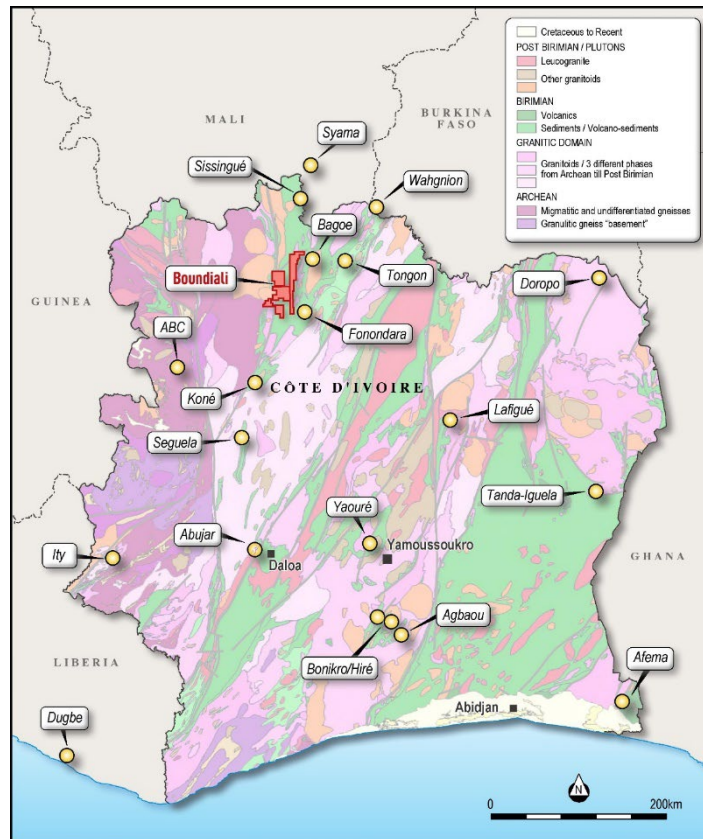 Cretaceous to Recent
POST BIRIMIAN / PLUTONS
Leucogranite
Other granitoids
BIRIMIAN
Volcanics
Sediments / Volcano-sediments
GRANITIC DOMAIN
Granitoids / 3 different phases
from Archean till Post Birimian
ARCHEAN
Migmatitic and undifferentiated gneisses
Granulitic gneiss "basement"
MALI
BURKINA
FASO
Syama
Sissingué
Wahgnion
Bagoe
Boundiali
Tongon
Doropo
GUINEA
Fonondara
ABC
Koné
CÔTE D'IVOIRE
Lafigué
Seguela
Tanda-Iguela
Yaouré
Abujar
Yamoussoukro
Ity
Daloa
GHANA
Agbaou
Bonikro/Hiré
LIBERIA
Afema
Abidjan
Dugbe
N
0
200km